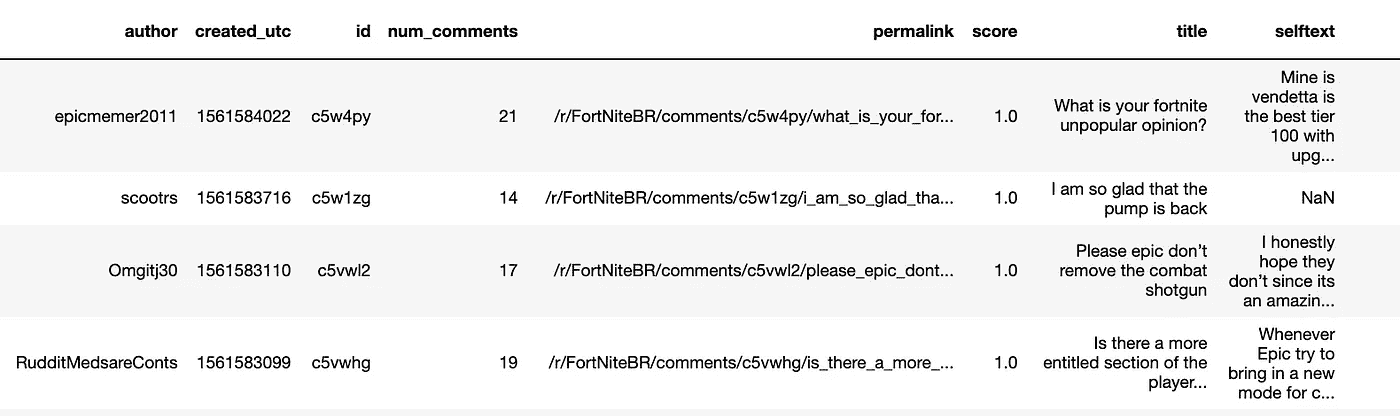 author created_utc id num_comments permalink score title selftext
epicmemer2011 1561584022 c5w4py 21 /r/FortNiteBR/comments/c5w4py/what_is_your_for... 1.0 What is your fortnite
unpopular opinion? Mine is
vendetta is
the best tier
100 with
upg...
scootrs 1561583716 c5w1zg 14 /r/FortNiteBR/comments/c5w1zg/i_am_so_glad_tha... 1.0 I am so glad that the
pump is back NaN
Omgitj30 1561583110 c5vwl2 17 /r/FortNiteBR/comments/c5vwl2/please_epic_dont... 1.0 Please epic don’t
remove the combat
shotgun I honestly
hope they
don’t since its
an amazin...
RudditMedsareConts 1561583099 c5vwhg 19 /r/FortNiteBR/comments/c5vwhg/is_there_a_more_... 1.0 Is there a more
entitled section of the
player... Whenever
Epic try to
bring in a new
mode for c...